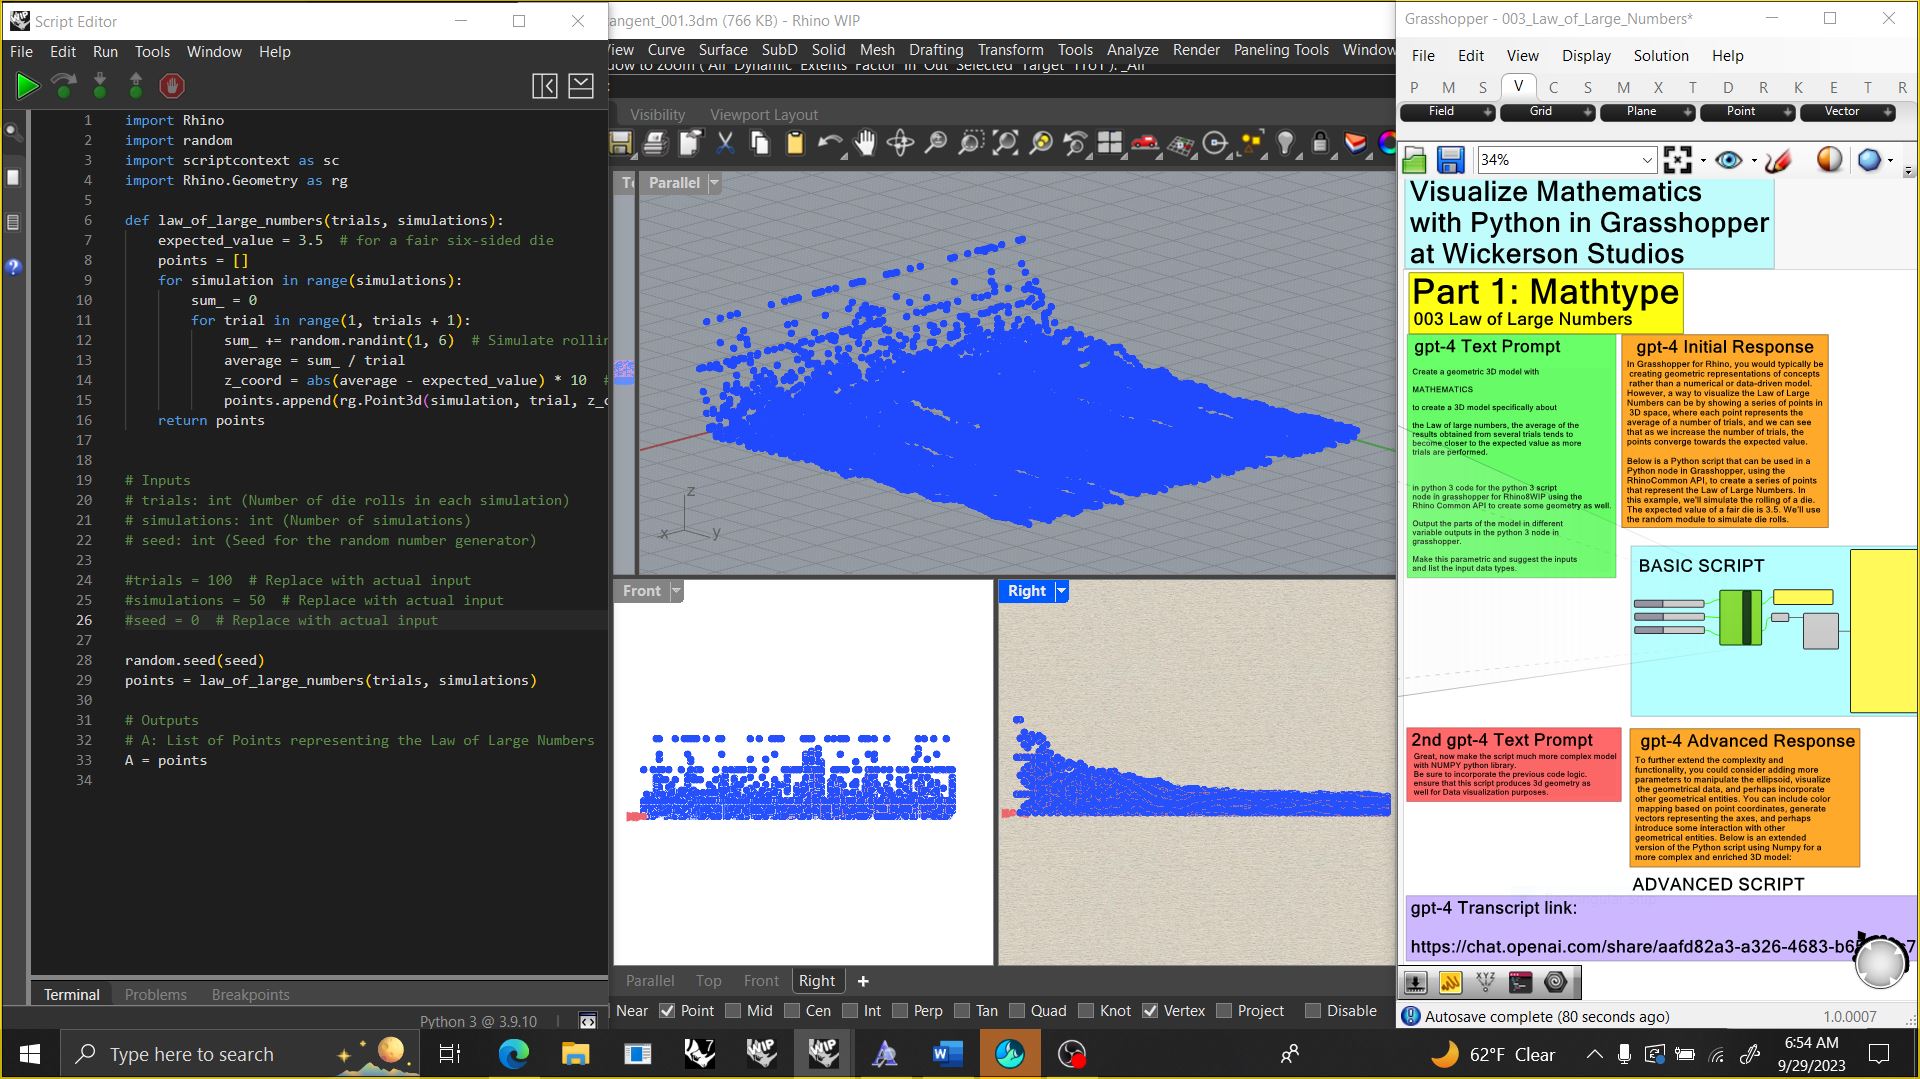 Script Editor
File Edit Run Tools Window Help
1 import Rhino
2 import random
3 import scriptcontext as sc
4 import Rhino.Geometry as rg
5
6 def law_of_large_numbers(trials, simulations):
7 expected_value = 3.5 # for a fair six-sided die
8 points = []
9 for simulation in range(simulations):
10 sum_ = 0
11 for trial in range(1, trials + 1):
12 sum_ += random.randint(1, 6) # Simulate rollin
13 average = sum_ / trial
14 z_coord = abs(average - expected_value) * 10 #
15 points.append(rg.Point3d(simulation, trial, z_c
16 return points
17
18
19 # Inputs
20 # trials: int (Number of die rolls in each simulation)
21 # simulations: int (Number of simulations)
22 # seed: int (Seed for the random number generator)
23
24 #trials = 100 # Replace with actual input
25 #simulations = 50 # Replace with actual input
26 #seed = 0 # Replace with actual input
27
28 random.seed(seed)
29 points = law_of_large_numbers(trials, simulations)
30
31 # Outputs
32 # A: List of Points representing the Law of Large Numbers
33 A = points
34
Terminal Problems Breakpoints
Python 3 @ 3.9.10
angent_001.3dm (766 KB) - Rhino WIP
View Curve Surface SubD Solid Mesh Drafting Transform Tools Analyze Render Paneling Tools Window
dow to zoom ( All Dynamic Extents Factor In Out Selected Target 1To1 ): _All
Visibility Viewport Layout
To
Parallel
z
x
y
Front
Right
Parallel Top Front Right +
Near Point Mid Cen Int Perp Tan Quad Knot Vertex Project Disable
Grasshopper - 003_Law_of_Large_Numbers*
File Edit View Display Solution Help
P M S V C S M X T D R K E T R
Field Grid Plane Point Vector
34%
Visualize Mathematics
with Python in Grasshopper
at Wickerson Studios
Part 1: Mathtype
003 Law of Large Numbers
gpt-4 Text Prompt
Create a geometric 3D model with
MATHEMATICS
to create a 3D model specifically about
the Law of large numbers, the average of the
results obtained from several trials tends to
become closer to the expected value as more
trials are performed.
in python 3 code for the python 3 script
node in grasshopper for Rhino8WIP using the
Rhino Common API to create some geometry as well.
Output the parts of the model in different
variable outputs in the python 3 node in
grasshopper.
Make this parametric and suggest the inputs
and list the input data types.
gpt-4 Initial Response
In Grasshopper for Rhino, you would typically be
creating geometric representations of concepts
rather than a numerical or data-driven model.
However, a way to visualize the Law of Large
Numbers can be by showing a series of points in
3D space, where each point represents the
average of a number of trials, and we can see
that as we increase the number of trials, the
points converge towards the expected value.
Below is a Python script that can be used in a
Python node in Grasshopper, using the
RhinoCommon API, to create a series of points
that represent the Law of Large Numbers. In
this example, we'll simulate the rolling of a die.
The expected value of a fair die is 3.5. We'll use
the random module to simulate die rolls.
BASIC SCRIPT
2nd gpt-4 Text Prompt
Great, now make the script much more complex model
with NUMPY python library.
Be sure to incorporate the previous code logic.
ensure that this script produces 3d geometry as
well for Data visualization purposes.
gpt-4 Advanced Response
To further extend the complexity and
functionality, you could consider adding more
parameters to manipulate the ellipsoid, visualize
the geometrical data, and perhaps incorporate
other geometrical entities. You can include color
mapping based on point coordinates, generate
vectors representing the axes, and perhaps
introduce some interaction with other
geometrical entities. Below is an extended
version of the Python script using Numpy for a
more complex and enriched 3D model:
ADVANCED SCRIPT
gpt-4 Transcript link:
https://chat.openai.com/share/aafd82a3-a326-4683-b6
Autosave complete (80 seconds ago)
1.0.0007
Type here to search
62°F Clear
6:54 AM
9/29/2023